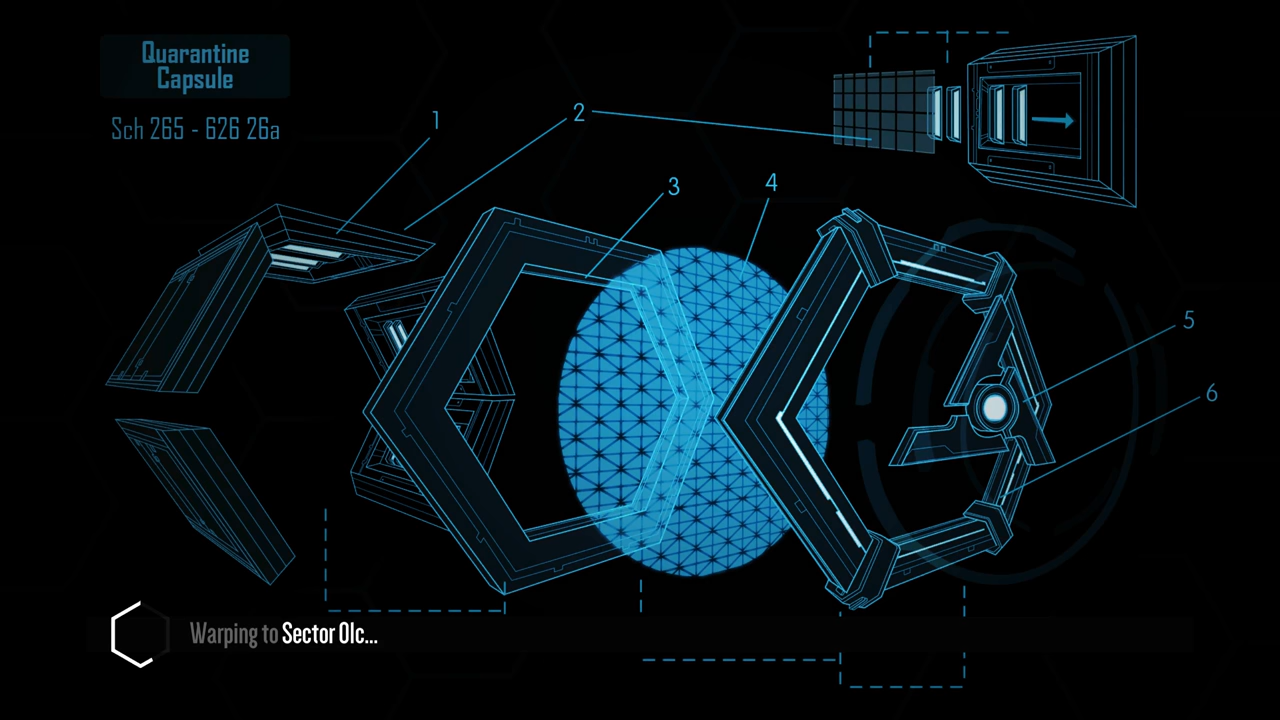 Quarantine
Capsule
Sch 265 - 626 26a
1
2
3
4
5
6
Warping to Sector Olc...